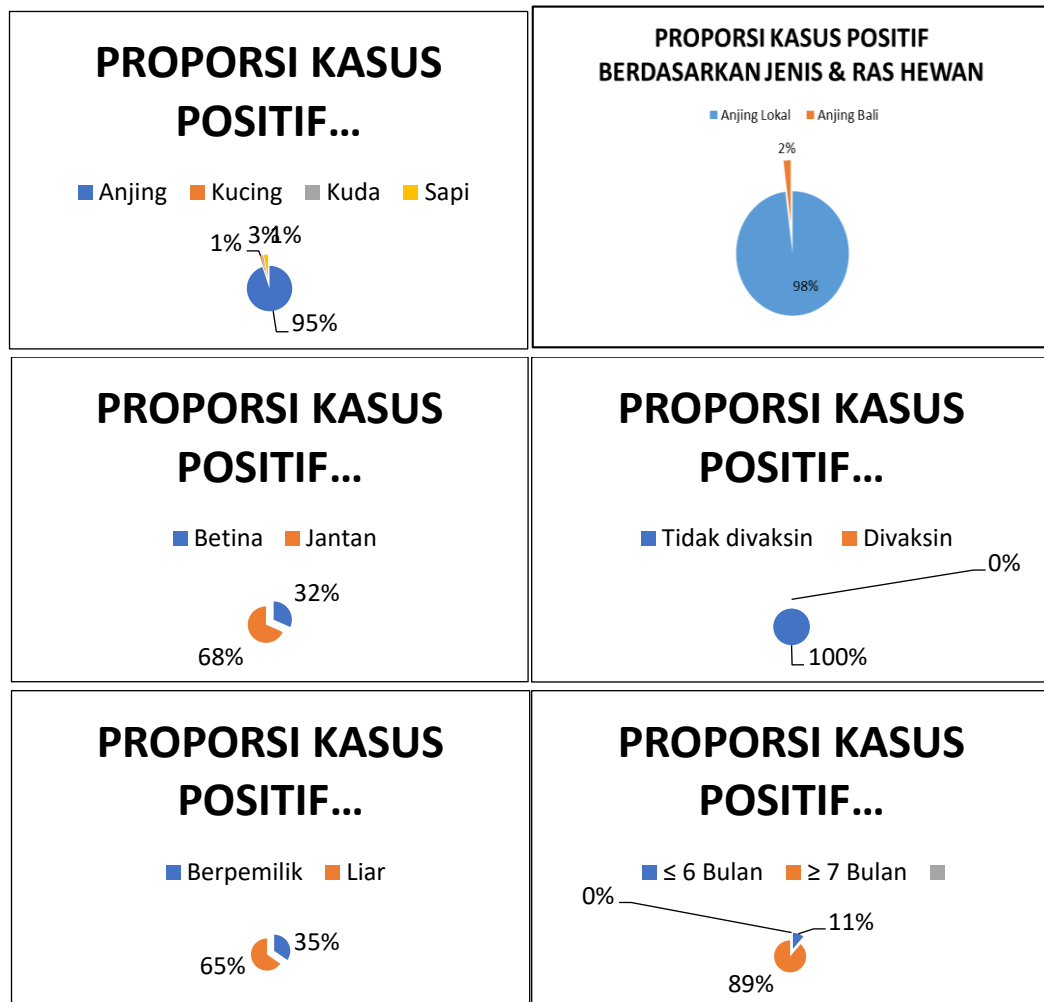 PROPORSI KASUS
POSITIF...
Anjing Kucing Kuda Sapi
1% 3% 1%
95%
PROPORSI KASUS POSITIF
BERDASARKAN JENIS & RAS HEWAN
Anjing Lokal Anjing Bali
2%
98%
PROPORSI KASUS
POSITIF...
Betina Jantan
32%
68%
PROPORSI KASUS
POSITIF...
Tidak divaksin Divaksin
0%
100%
PROPORSI KASUS
POSITIF...
Berpemilik Liar
35%
65%
PROPORSI KASUS
POSITIF...
≤ 6 Bulan ≥ 7 Bulan
0%
11%
89%